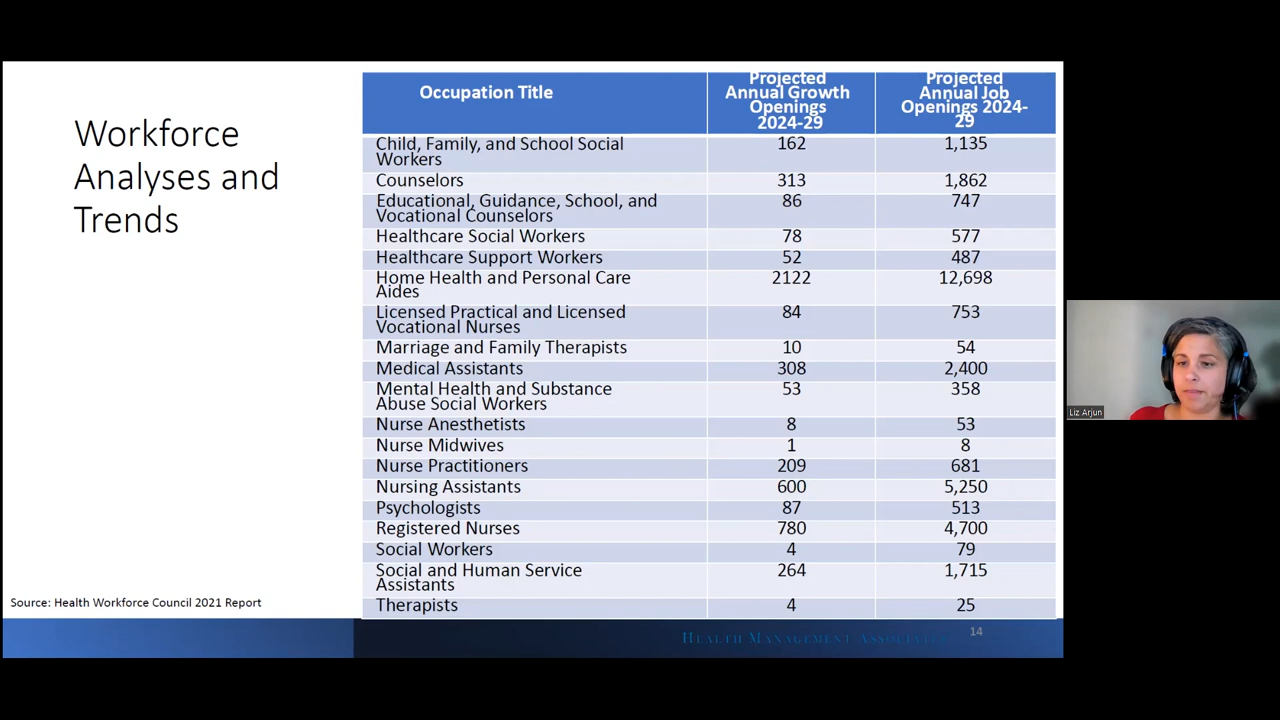 Workforce
Analyses and
Trends
Occupation Title
Projected
Annual Growth
Openings
2024-29
Projected
Annual Job
Openings 2024-
29
Child, Family, and School Social
Workers
162
1,135
Counselors
313
1,862
Educational, Guidance, School, and
Vocational Counselors
86
747
Healthcare Social Workers
78
577
Healthcare Support Workers
52
487
Home Health and Personal Care
Aides
2122
12,698
Licensed Practical and Licensed
Vocational Nurses
84
753
Marriage and Family Therapists
10
54
Medical Assistants
308
2,400
Mental Health and Substance
Abuse Social Workers
53
358
Nurse Anesthetists
8
53
Nurse Midwives
1
8
Nurse Practitioners
209
681
Nursing Assistants
600
5,250
Psychologists
87
513
Registered Nurses
780
4,700
Social Workers
4
79
Social and Human Service
Assistants
264
1,715
Therapists
4
25
Source: Health Workforce Council 2021 Report
Health Management
14
Liz Arjun